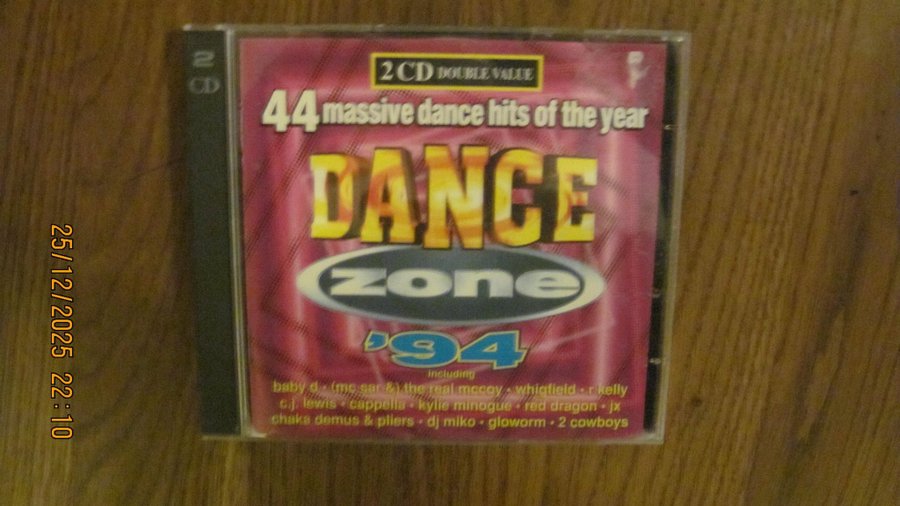 2
CD
2 CD DOUBLE VALUE
44 massive dance hits of the year
DANCE
zone
'94
including
baby d • (mc sar &) the real mccoy • whigfield • r kelly
c.j. lewis • cappella • kylie minogue • red dragon • jx
chaka demus & pliers • dj miko • gloworm • 2 cowboys
25/12/2025 22:10